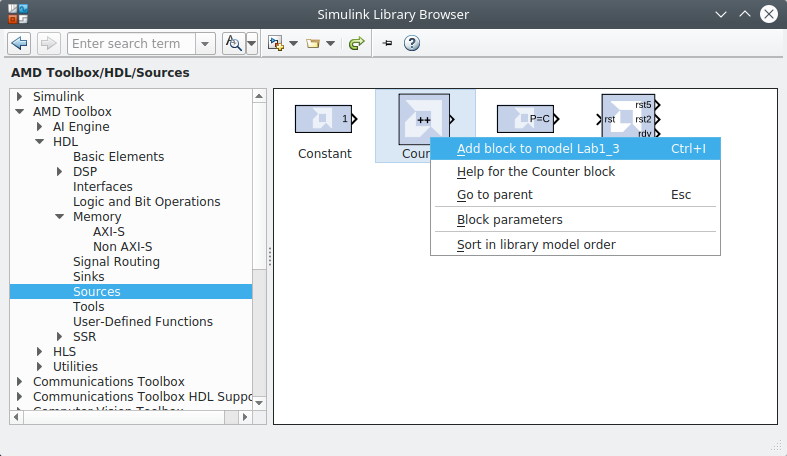 Simulink Library Browser
Enter search term
AMD Toolbox/HDL/Sources
Simulink
AMD Toolbox
AI Engine
HDL
Basic Elements
DSP
Interfaces
Logic and Bit Operations
Memory
AXI-S
Non AXI-S
Signal Routing
Sinks
Sources
Tools
User-Defined Functions
SSR
HLS
Utilities
Communications Toolbox
Communications Toolbox HDL Suppo
Computer Vision Toolbox
1
Constant
++
Coun
P=C
rst
rst5
rst2
rdy
Add block to model Lab1_3 Ctrl+I
Help for the Counter block
Go to parent Esc
Block parameters
Sort in library model order